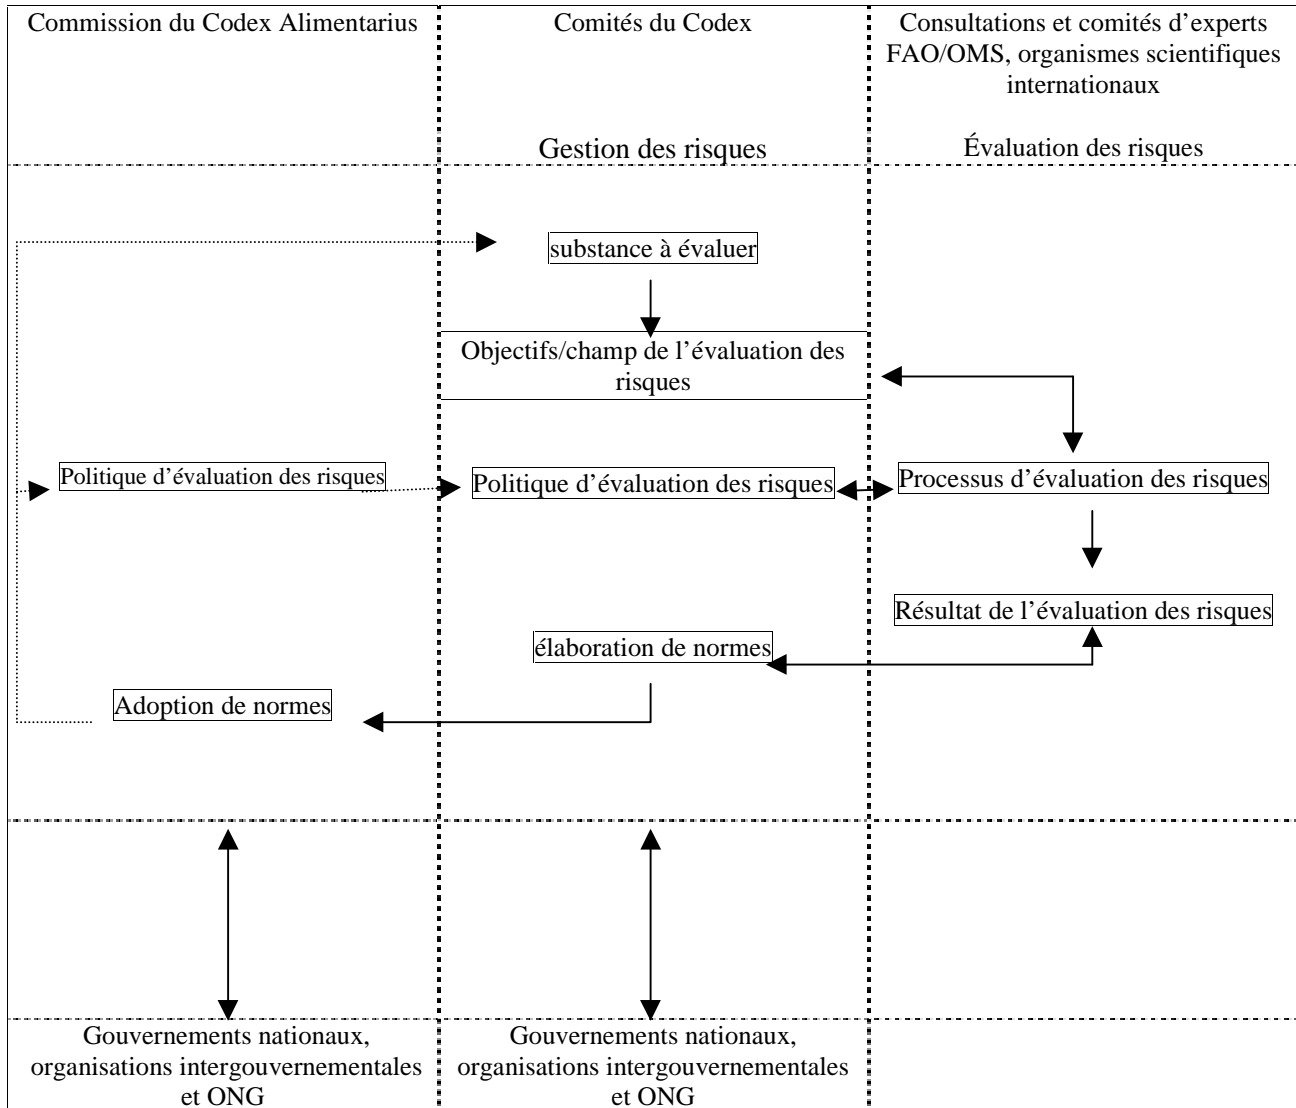 Commission du Codex Alimentarius
Comités du Codex
Consultations et comités d’experts
FAO/OMS, organismes scientifiques
internationaux
Gestion des risques
Évaluation des risques
substance à évaluer
Objectifs/champ de l’évaluation des
risques
Politique d’évaluation des risques
Politique d’évaluation des risques
Processus d’évaluation des risques
Résultat de l’évaluation des risques
élaboration de normes
Adoption de normes
Gouvernements nationaux,
organisations intergouvernementales
et ONG
Gouvernements nationaux,
organisations intergouvernementales
et ONG